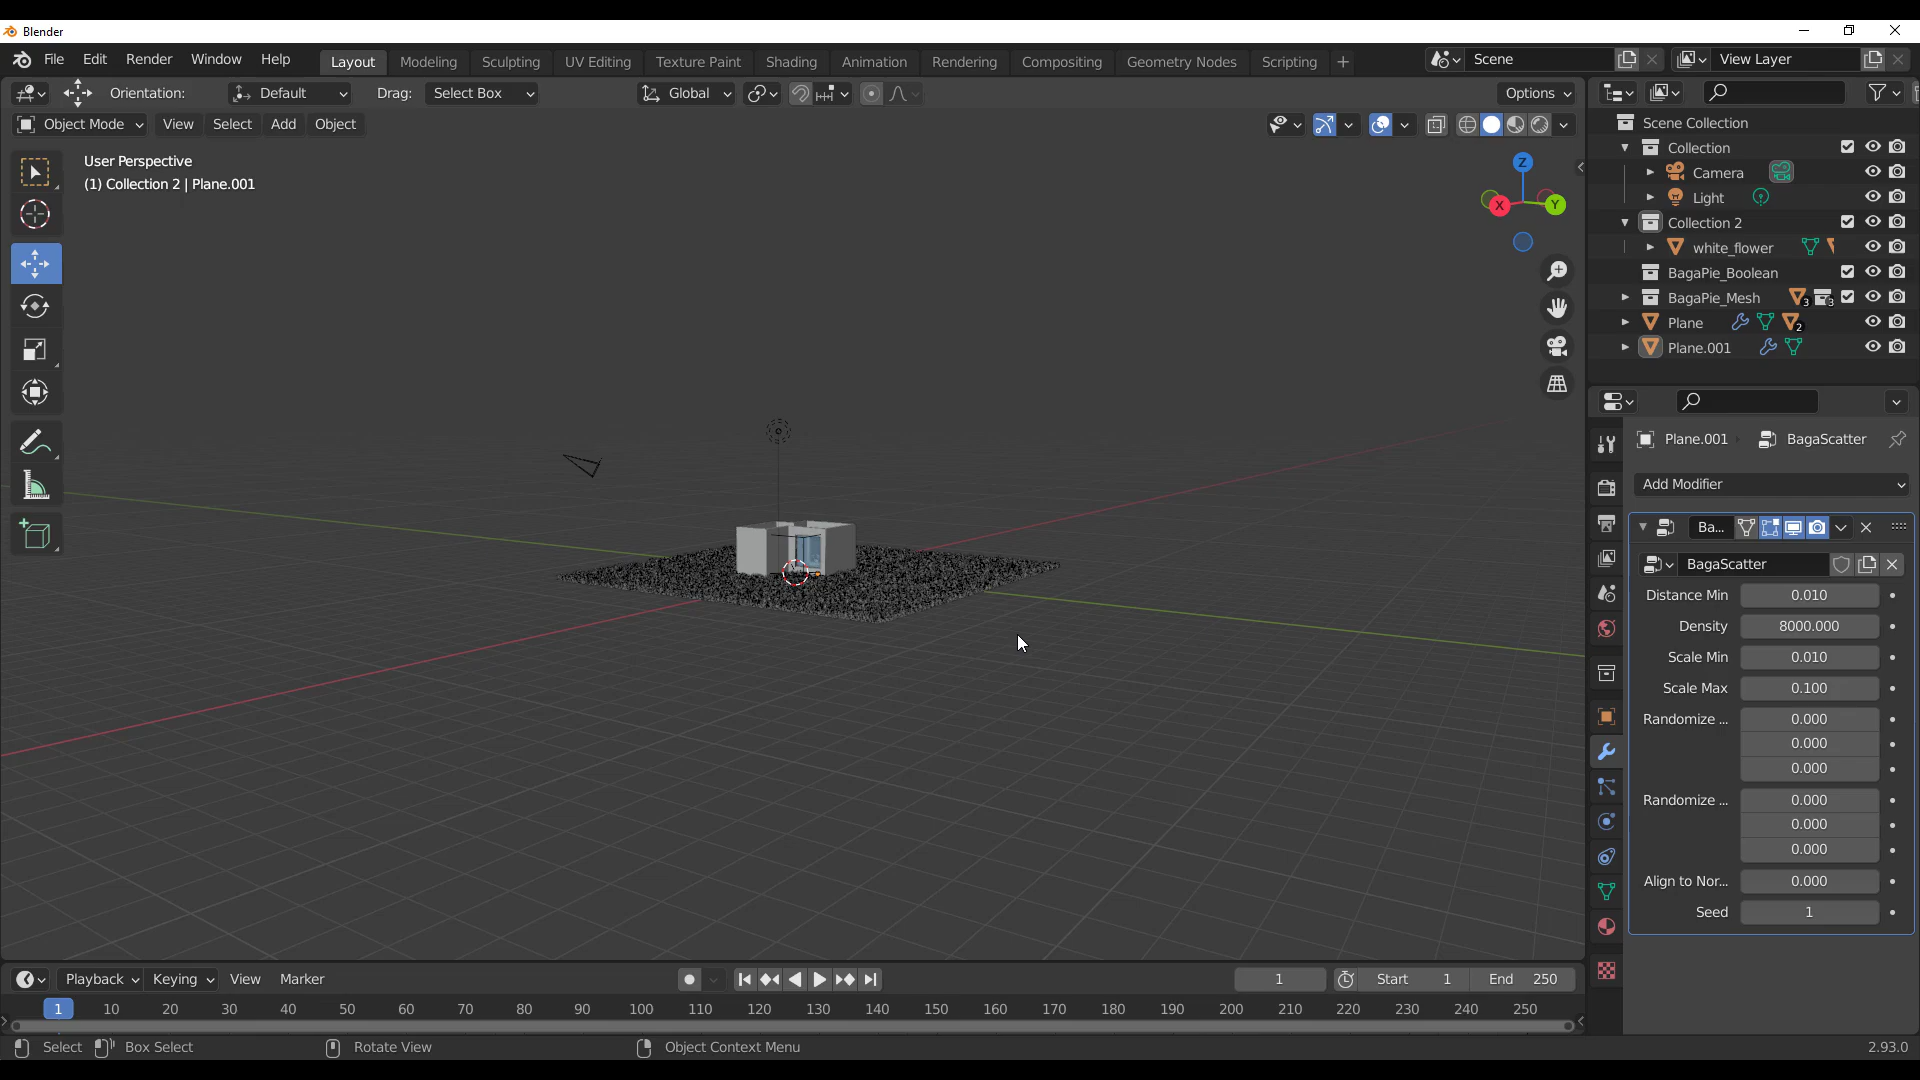 Blender
File Edit Render Window Help Layout Modeling Sculpting UV Editing Texture Paint Shading Animation Rendering Compositing Geometry Nodes Scripting + Scene View Layer
Orientation: Default Drag: Select Box Global Options
Object Mode View Select Add Object
User Perspective
(1) Collection 2 | Plane.001
Z
X
Y
Scene Collection
Collection
Camera
Light
Collection 2
white_flower
BagaPie_Boolean
BagaPie_Mesh 3 3
Plane 2
Plane.001
Plane.001 BagaScatter
Add Modifier
Ba...
BagaScatter
Distance Min 0.010
Density 8000.000
Scale Min 0.010
Scale Max 0.100
Randomize ... 0.000
0.000
0.000
Randomize ... 0.000
0.000
0.000
Align to Nor... 0.000
Seed 1
Playback Keying View Marker 1 Start 1 End 250
1 10 20 30 40 50 60 70 80 90 100 110 120 130 140 150 160 170 180 190 200 210 220 230 240 250
Select Box Select Rotate View Object Context Menu 2.93.0